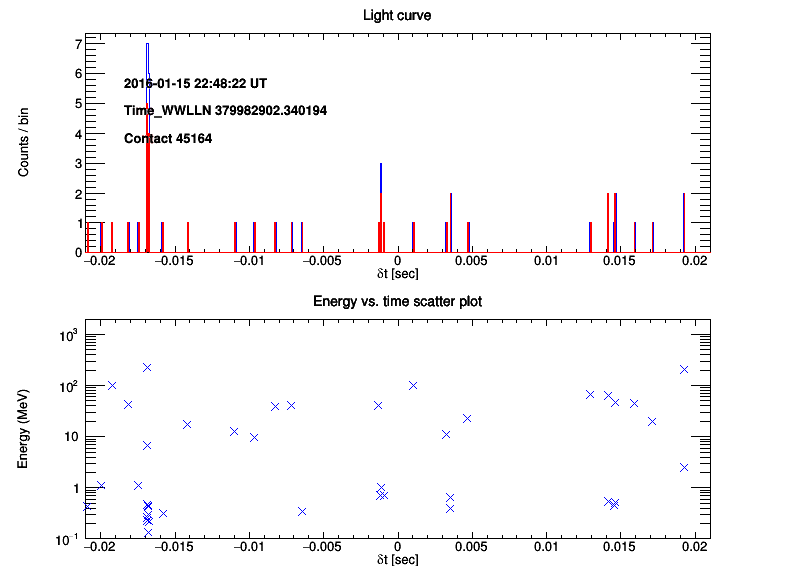 Light curve
Counts / bin
7
6
5
4
3
2
1
0
2016-01-15 22:48:22 UT
Time_WWLLN 379982902.340194
Contact 45164
−0.02 −0.015 −0.01 −0.005 0 0.005 0.01 0.015 0.02
δt [sec]
Energy vs. time scatter plot
Energy (MeV)
10³
10²
10
1
10⁻¹
−0.02 −0.015 −0.01 −0.005 0 0.005 0.01 0.015 0.02
δt [sec]